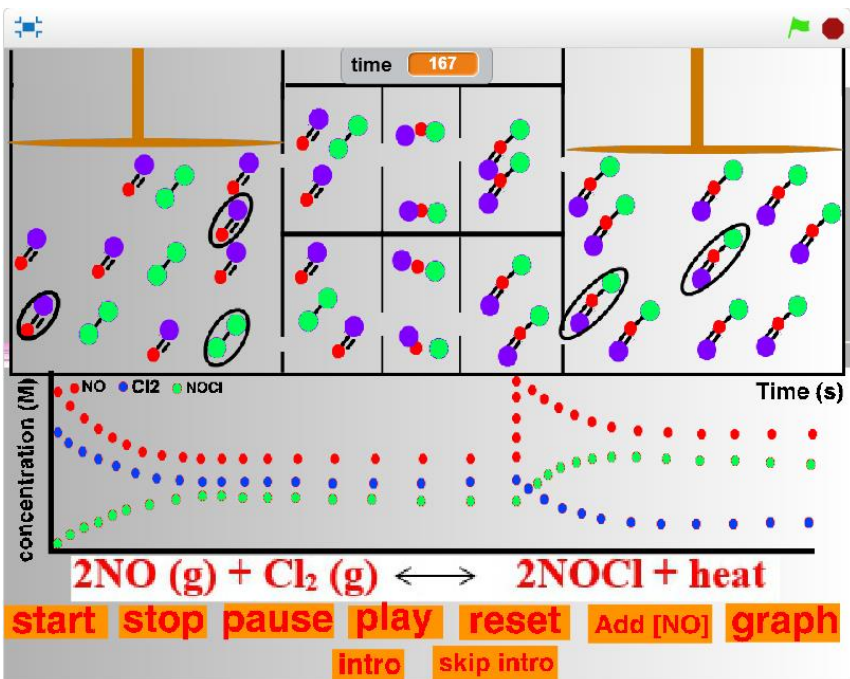 time 167
NO Cl2 NOCl
Time (s)
concentration (M)
2NO (g) + Cl₂ (g) ⟷ 2NOCl + heat
start stop pause play reset Add [NO] graph
intro skip intro